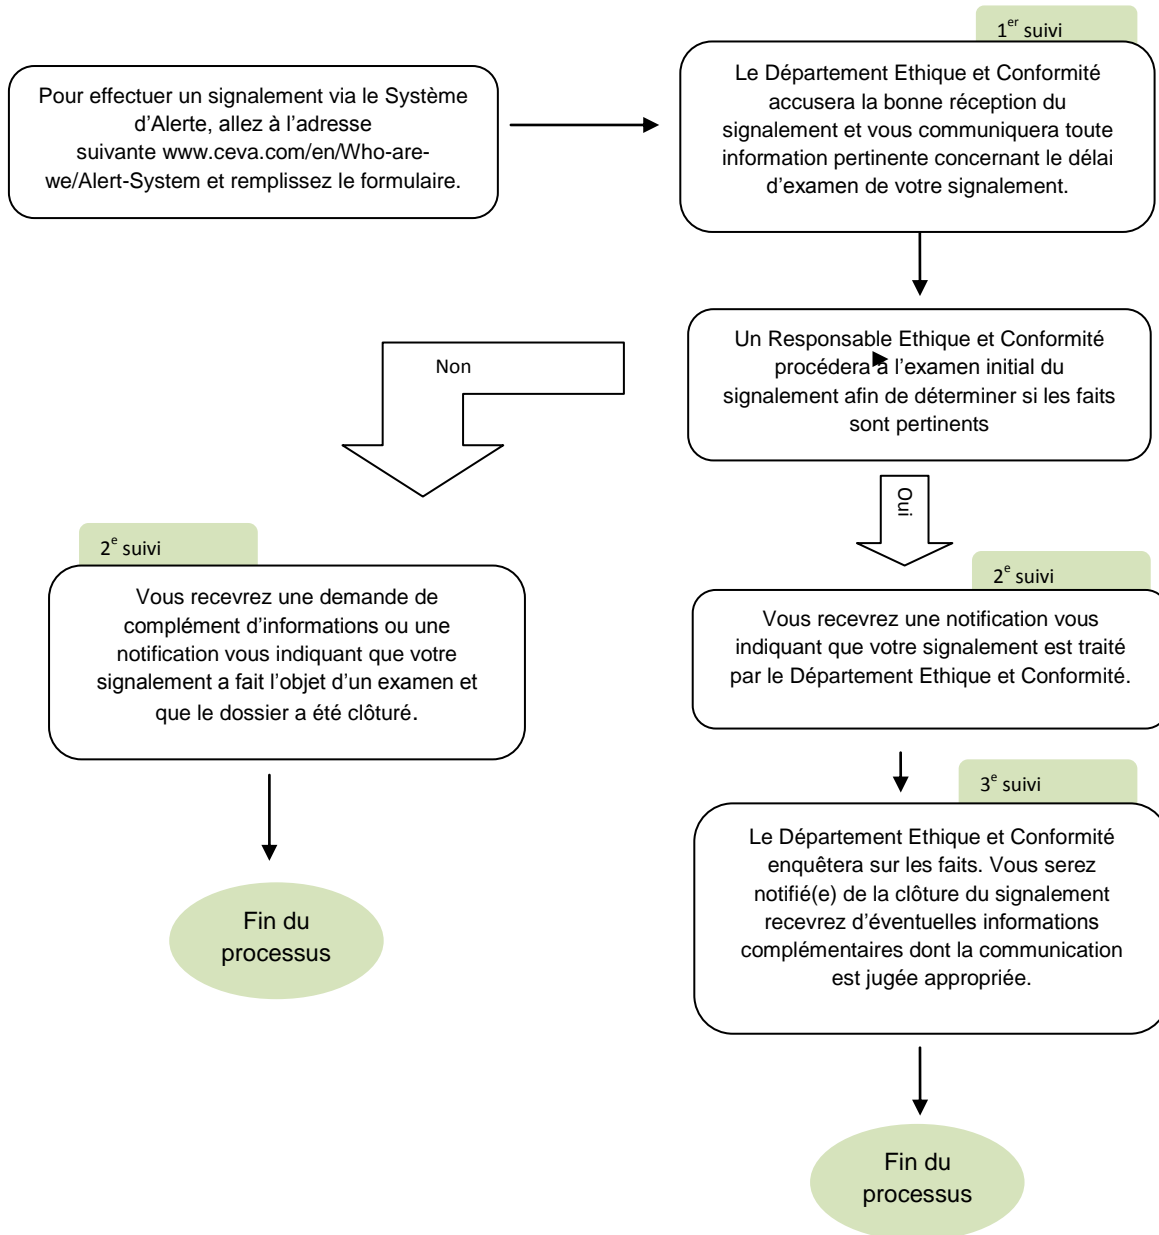 Pour effectuer un signalement via le Système
d'Alerte, allez à l'adresse
suivante www.ceva.com/en/Who-are-
we/Alert-System et remplissez le formulaire.
1er suivi
Le Département Ethique et Conformité
accusera la bonne réception du
signalement et vous communiquera toute
information pertinente concernant le délai
d'examen de votre signalement.
Un Responsable Ethique et Conformité
procédera à l'examen initial du
signalement afin de déterminer si les faits
sont pertinents
Non
Oui
2e suivi
Vous recevrez une demande de
complément d'informations ou une
notification vous indiquant que votre
signalement a fait l'objet d'un examen et
que le dossier a été clôturé.
Fin du
processus
2e suivi
Vous recevrez une notification vous
indiquant que votre signalement est traité
par le Département Ethique et Conformité.
3e suivi
Le Département Ethique et Conformité
enquêtera sur les faits. Vous serez
notifié(e) de la clôture du signalement
recevrez d'éventuelles informations
complémentaires dont la communication
est jugée appropriée.
Fin du
processus